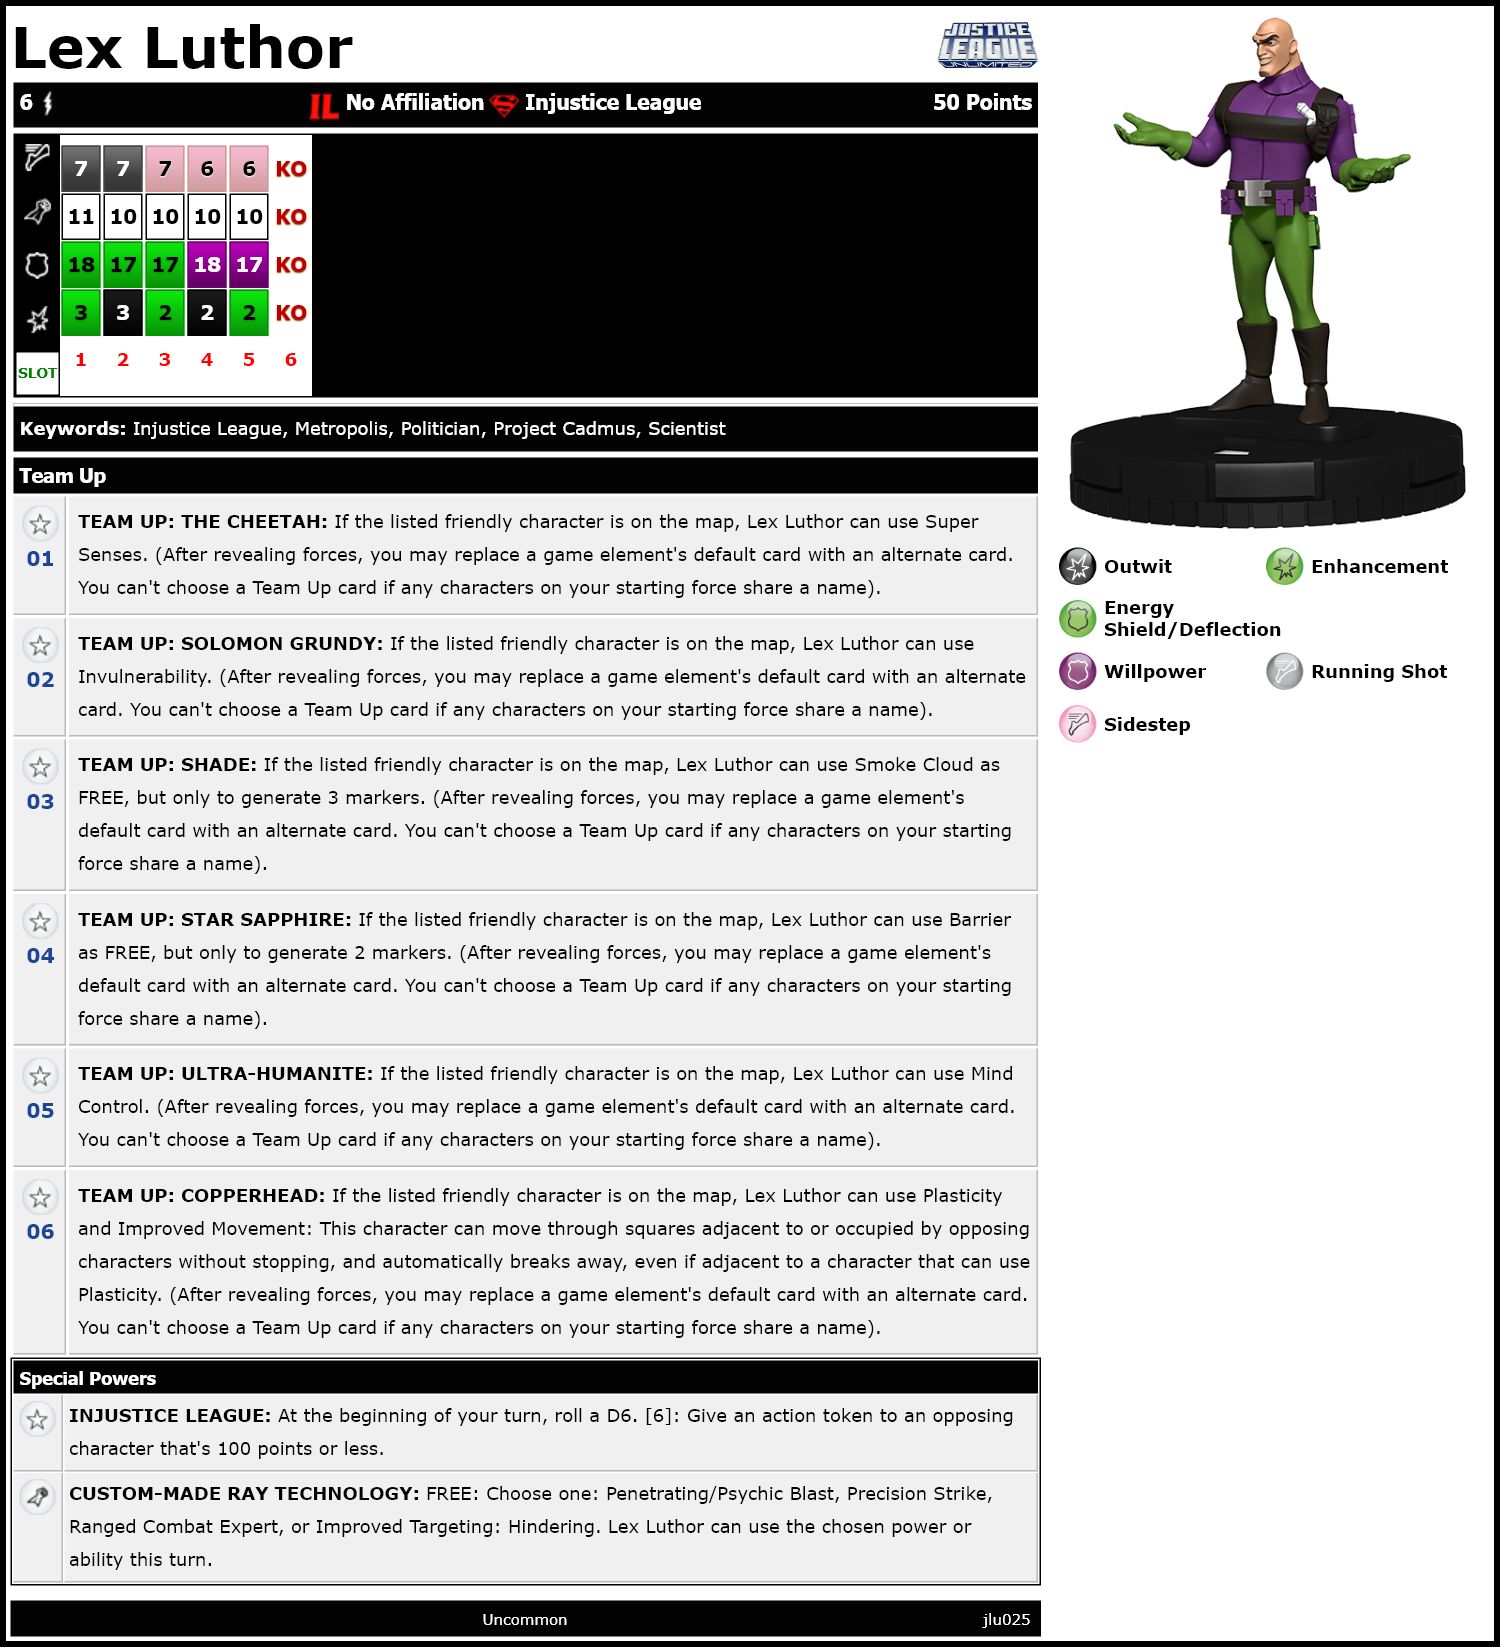 Lex Luthor
JUSTICE
LEAGUE
UNLIMITED
6 IL No Affiliation Injustice League 50 Points
7 7 7 6 6 KO
11 10 10 10 10 KO
18 17 17 18 17 KO
3 3 2 2 2 KO
SLOT 1 2 3 4 5 6
Keywords: Injustice League, Metropolis, Politician, Project Cadmus, Scientist
Team Up
01
TEAM UP: THE CHEETAH: If the listed friendly character is on the map, Lex Luthor can use Super
Senses. (After revealing forces, you may replace a game element's default card with an alternate card.
You can't choose a Team Up card if any characters on your starting force share a name).
02
TEAM UP: SOLOMON GRUNDY: If the listed friendly character is on the map, Lex Luthor can use
Invulnerability. (After revealing forces, you may replace a game element's default card with an alternate
card. You can't choose a Team Up card if any characters on your starting force share a name).
03
TEAM UP: SHADE: If the listed friendly character is on the map, Lex Luthor can use Smoke Cloud as
FREE, but only to generate 3 markers. (After revealing forces, you may replace a game element's
default card with an alternate card. You can't choose a Team Up card if any characters on your starting
force share a name).
04
TEAM UP: STAR SAPPHIRE: If the listed friendly character is on the map, Lex Luthor can use Barrier
as FREE, but only to generate 2 markers. (After revealing forces, you may replace a game element's
default card with an alternate card. You can't choose a Team Up card if any characters on your starting
force share a name).
05
TEAM UP: ULTRA-HUMANITE: If the listed friendly character is on the map, Lex Luthor can use Mind
Control. (After revealing forces, you may replace a game element's default card with an alternate card.
You can't choose a Team Up card if any characters on your starting force share a name).
06
TEAM UP: COPPERHEAD: If the listed friendly character is on the map, Lex Luthor can use Plasticity
and Improved Movement: This character can move through squares adjacent to or occupied by opposing
characters without stopping, and automatically breaks away, even if adjacent to a character that can use
Plasticity. (After revealing forces, you may replace a game element's default card with an alternate card.
You can't choose a Team Up card if any characters on your starting force share a name).
Special Powers
INJUSTICE LEAGUE: At the beginning of your turn, roll a D6. [6]: Give an action token to an opposing
character that's 100 points or less.
CUSTOM-MADE RAY TECHNOLOGY: FREE: Choose one: Penetrating/Psychic Blast, Precision Strike,
Ranged Combat Expert, or Improved Targeting: Hindering. Lex Luthor can use the chosen power or
ability this turn.
Uncommon jlu025
Outwit Enhancement
Energy
Shield/Deflection
Willpower Running Shot
Sidestep